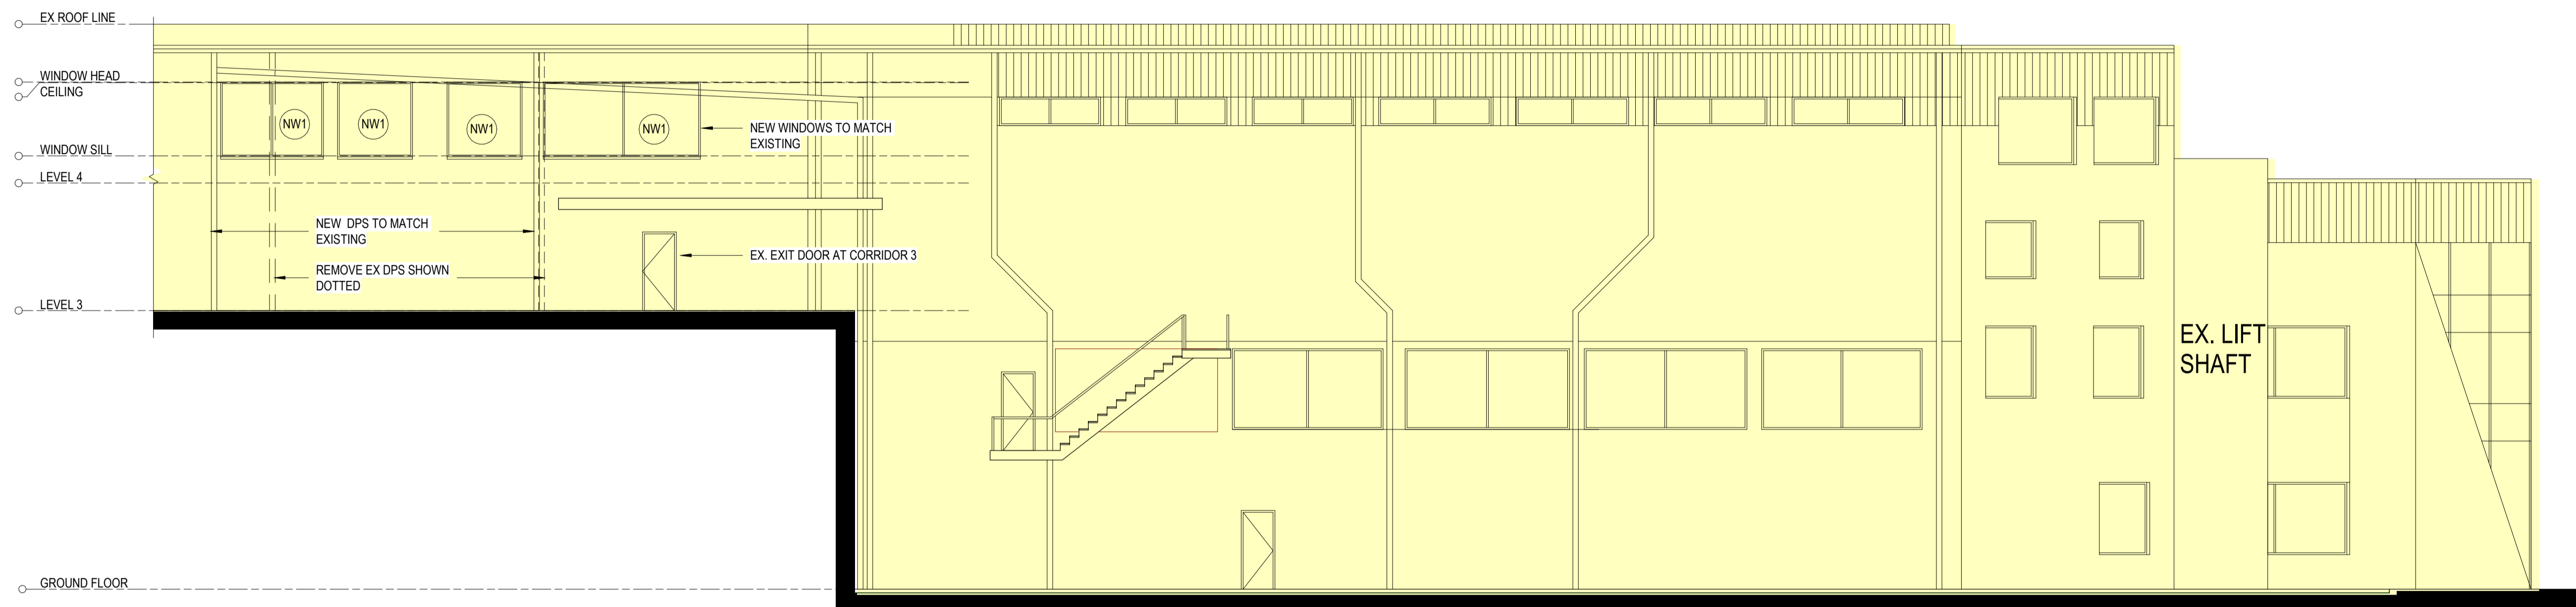 EX ROOF LINE
WINDOW HEAD
CEILING
NW1
NW1
NW1
NW1
NEW WINDOWS TO MATCH
EXISTING
WINDOW SILL
LEVEL 4
NEW DPS TO MATCH
EXISTING
EX. EXIT DOOR AT CORRIDOR 3
REMOVE EX DPS SHOWN
DOTTED
LEVEL 3
EX. LIFT
SHAFT
GROUND FLOOR